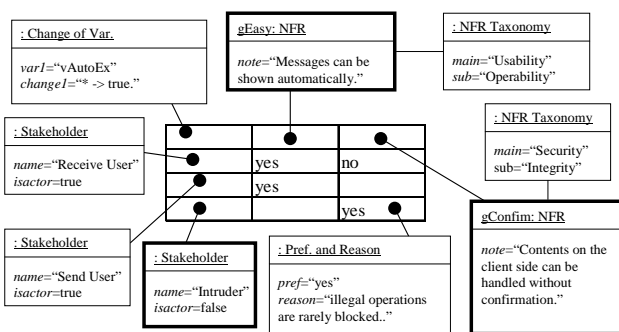 : Change of Var.
var1="vAutoEx"
change1="* -> true."
gEasy: NFR
note="Messages can be
shown automatically."
: NFR Taxonomy
main="Usability"
sub="Operability"
: NFR Taxonomy
main="Security"
sub="Integrity"
: Stakeholder
name="Receive User"
isactor=true
yes no
yes
yes
: Stakeholder
name="Send User"
isactor=true
: Stakeholder
name="Intruder"
isactor=false
: Pref. and Reason
pref="yes"
reason="illegal operations
are rarely blocked.."
gConfim: NFR
note="Contents on the
client side can be
handled without
confirmation."